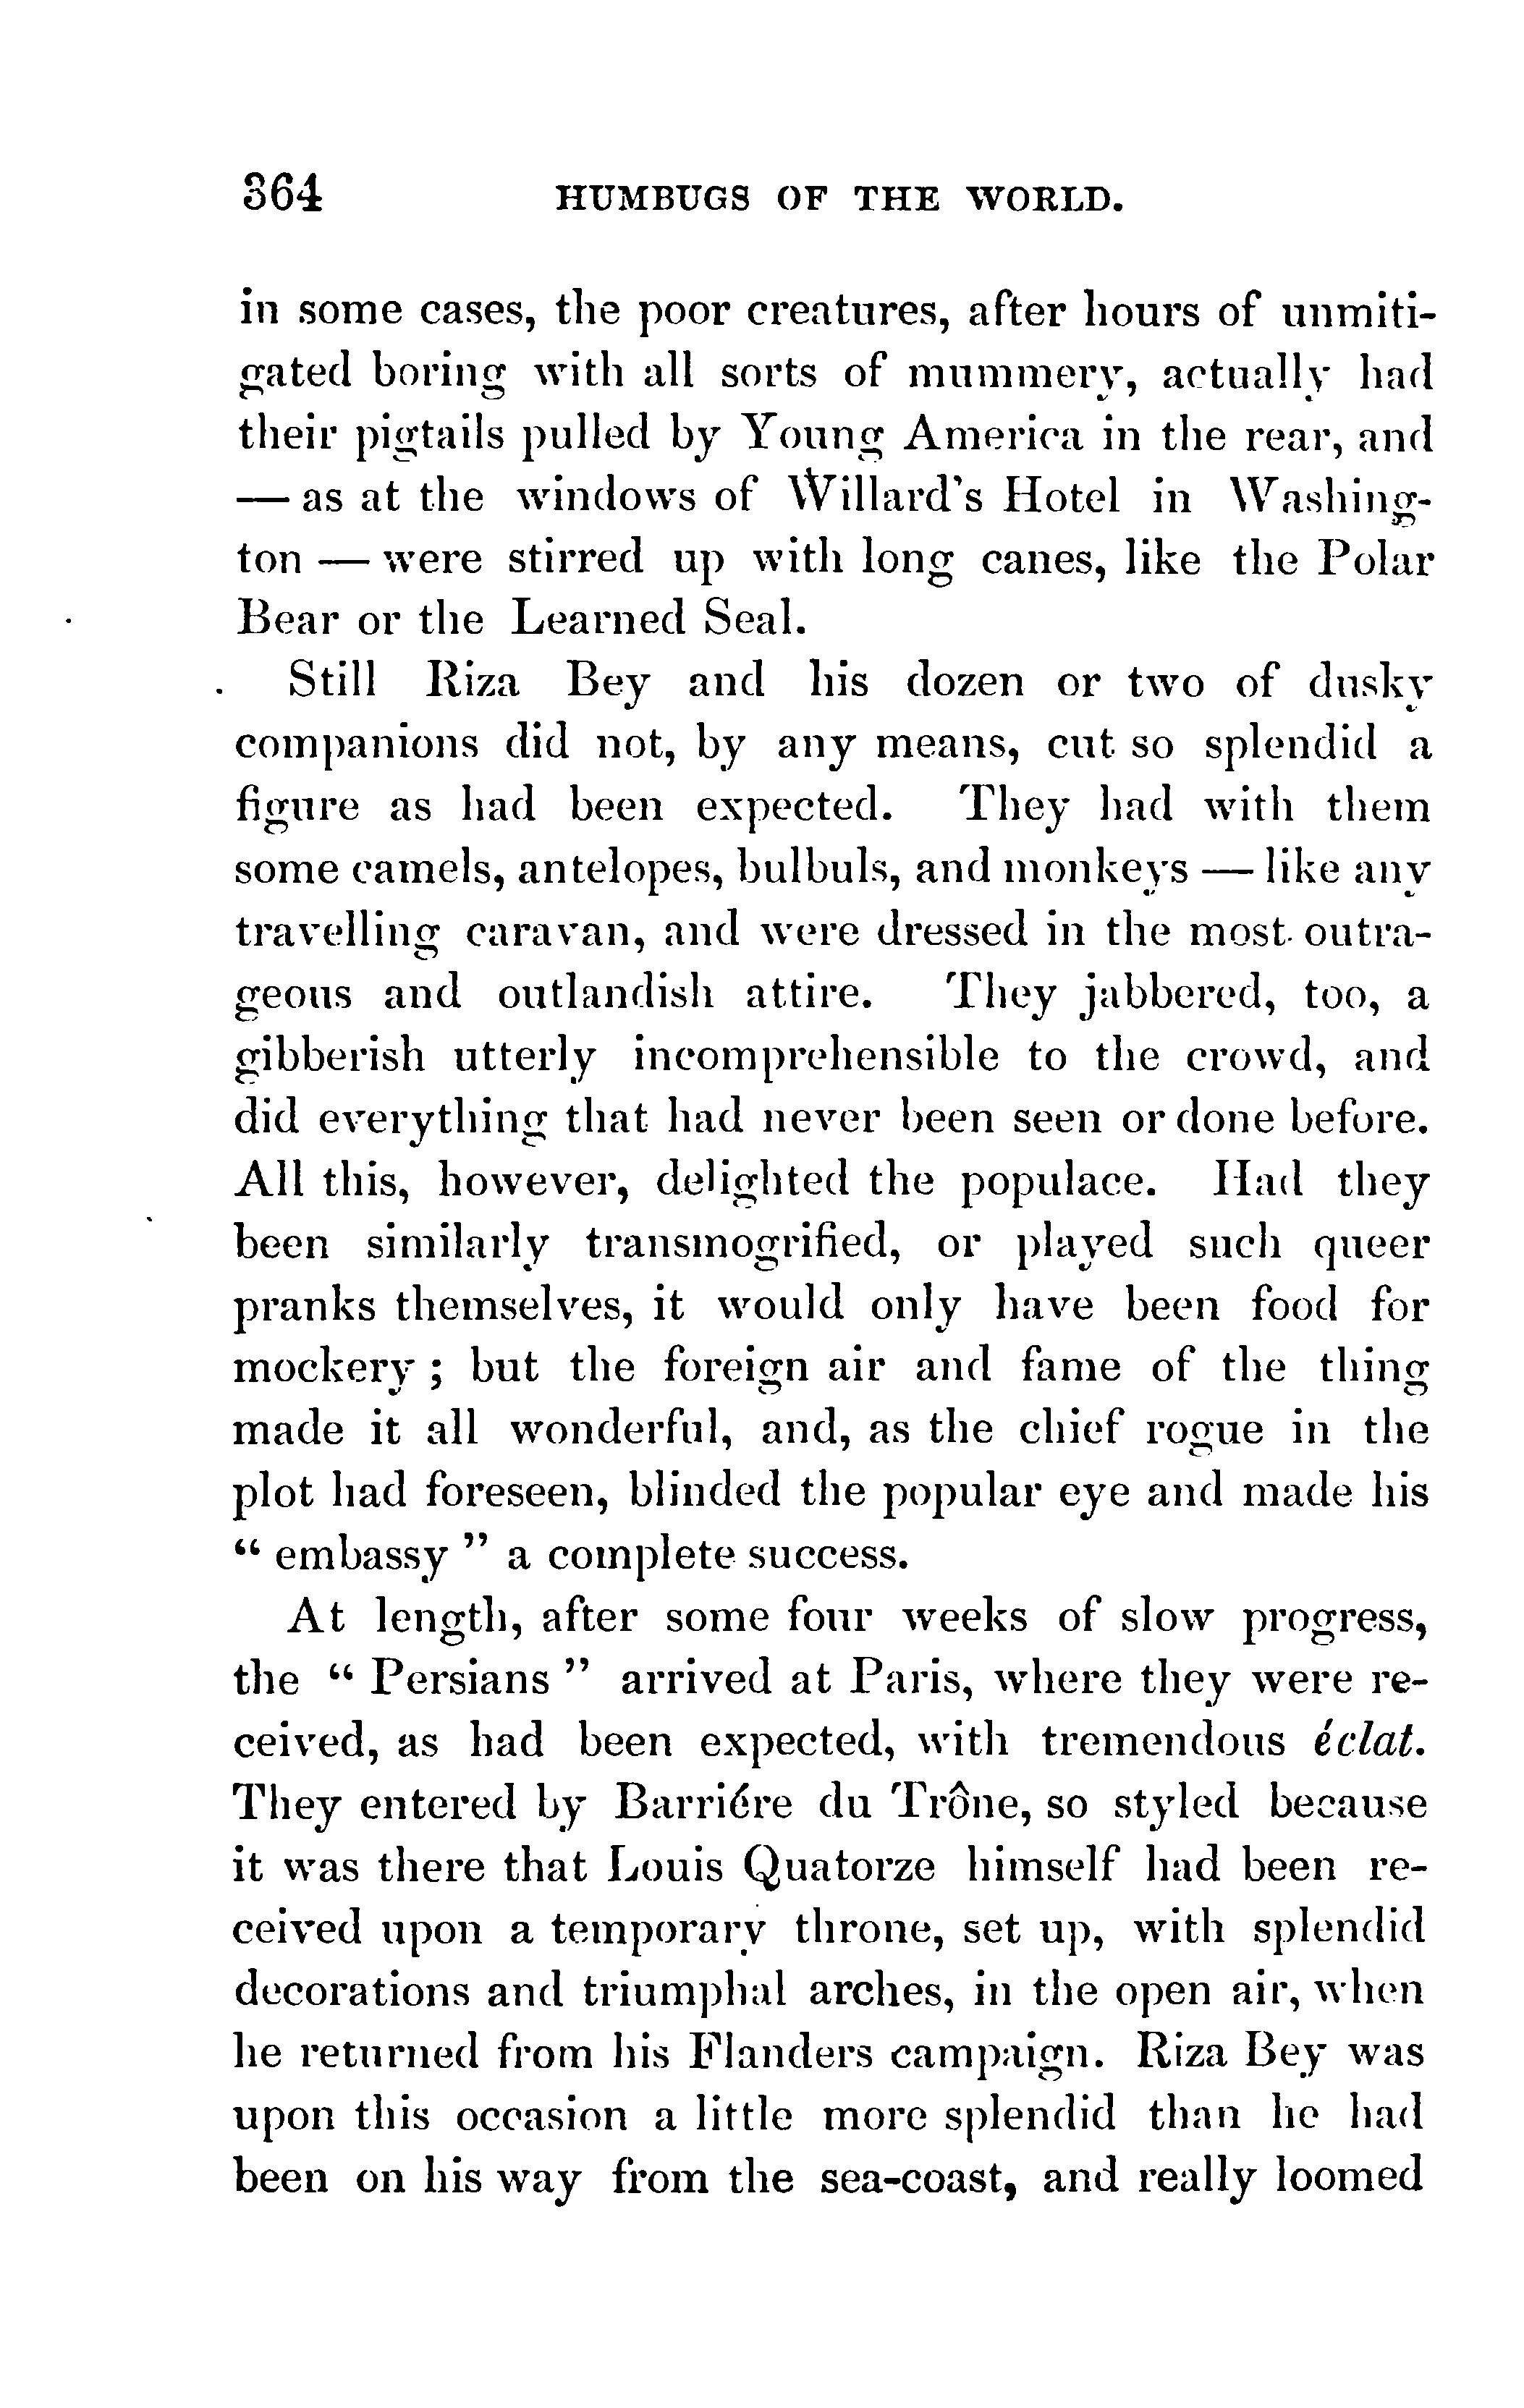 364 HUMBUGS OF THE WORLD.
in some cases, the poor creatures, after hours of unmiti-
gated boring with all sorts of mummery, actually had
their pigtails pulled by Young America in the rear, and
— as at the windows of Willard's Hotel in Washing-
ton — were stirred up with long canes, like the Polar
Bear or the Learned Seal.
Still Riza Bey and his dozen or two of dusky
companions did not, by any means, cut so splendid a
figure as had been expected. They had with them
some camels, antelopes, bulbuls, and monkeys — like any
travelling caravan, and were dressed in the most outra-
geous and outlandish attire. They jabbered, too, a
gibberish utterly incomprehensible to the crowd, and
did everything that had never been seen or done before.
All this, however, delighted the populace. Had they
been similarly transmogrified, or played such queer
pranks themselves, it would only have been food for
mockery ; but the foreign air and fame of the thing
made it all wonderful, and, as the chief rogue in the
plot had foreseen, blinded the popular eye and made his
“ embassy ” a complete success.
At length, after some four weeks of slow progress,
the “ Persians ” arrived at Paris, where they were re-
ceived, as had been expected, with tremendous éclat.
They entered by Barriére du Trône, so styled because
it was there that Louis Quatorze himself had been re-
ceived upon a temporary throne, set up, with splendid
decorations and triumphal arches, in the open air, when
he returned from his Flanders campaign. Riza Bey was
upon this occasion a little more splendid than he had
been on his way from the sea-coast, and really loomed